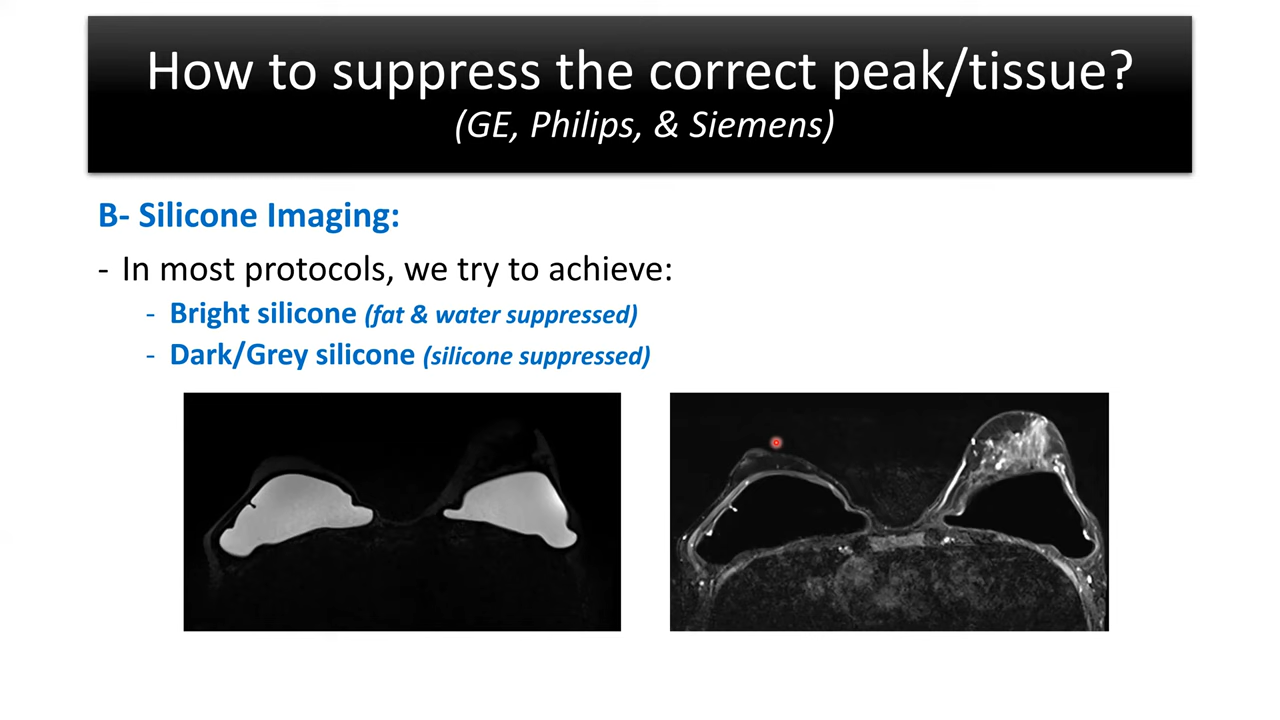 How to suppress the correct peak/tissue?
(GE, Philips, & Siemens)
B- Silicone Imaging:
- In most protocols, we try to achieve:
- Bright silicone (fat & water suppressed)
- Dark/Grey silicone (silicone suppressed)